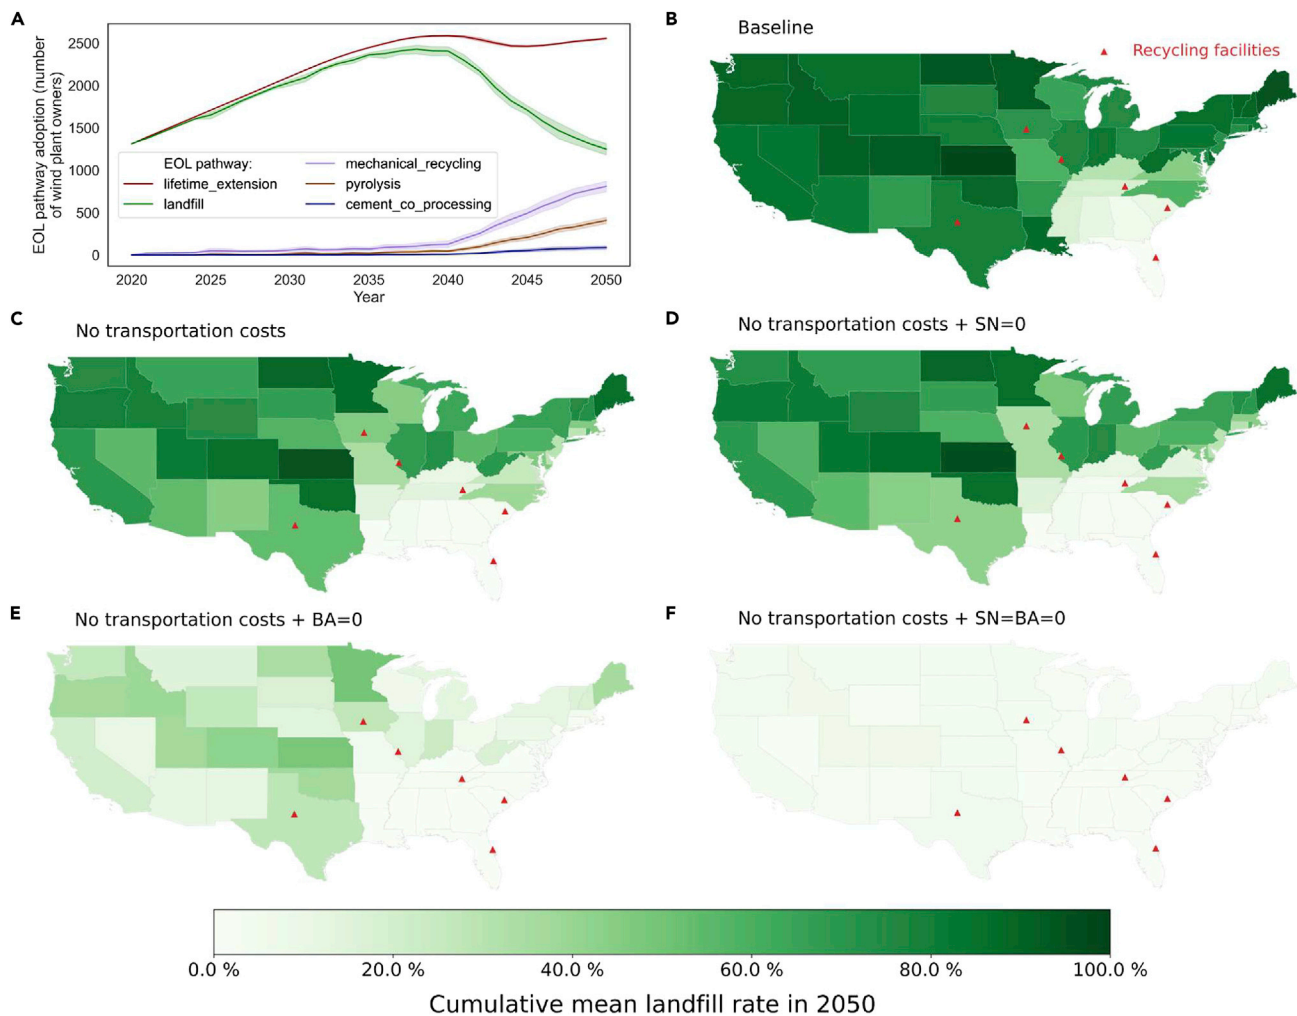 A
EOL pathway adoption (number
of wind plant owners)
2500
2000
1500
1000
500
0
EOL pathway:
lifetime_extension
landfill
mechanical_recycling
pyrolysis
cement_co_processing
2020 2025 2030 2035 2040 2045 2050
Year
B
Baseline
Recycling facilities
C
No transportation costs
D
No transportation costs + SN=0
E
No transportation costs + BA=0
F
No transportation costs + SN=BA=0
0.0 % 20.0 % 40.0 % 60.0 % 80.0 % 100.0 %
Cumulative mean landfill rate in 2050